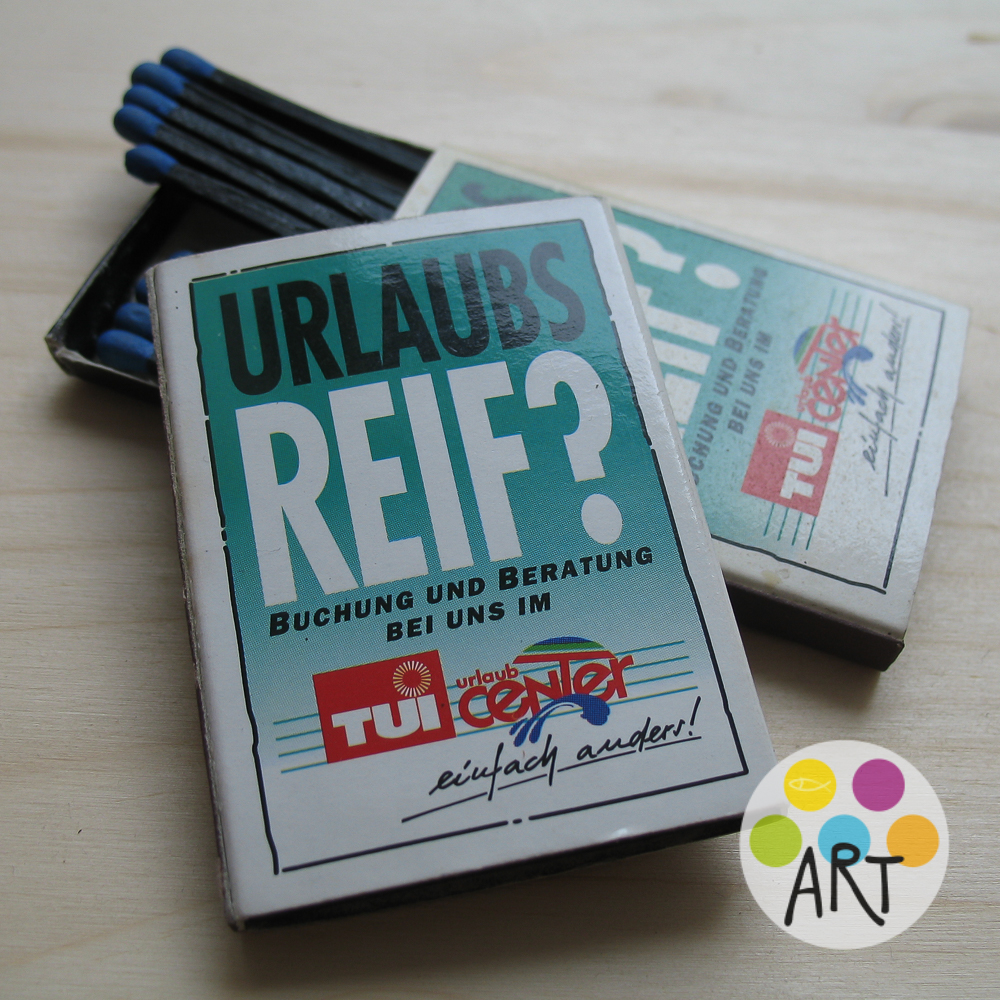 URLAUBS
REIF?
BUCHUNG UND BERATUNG
BEI UNS IM
TUI urlaub
center
einfach anders!
BUCHUNG UND BERATUNG
BEI UNS IM
TUI
center
einfach anders!
ART